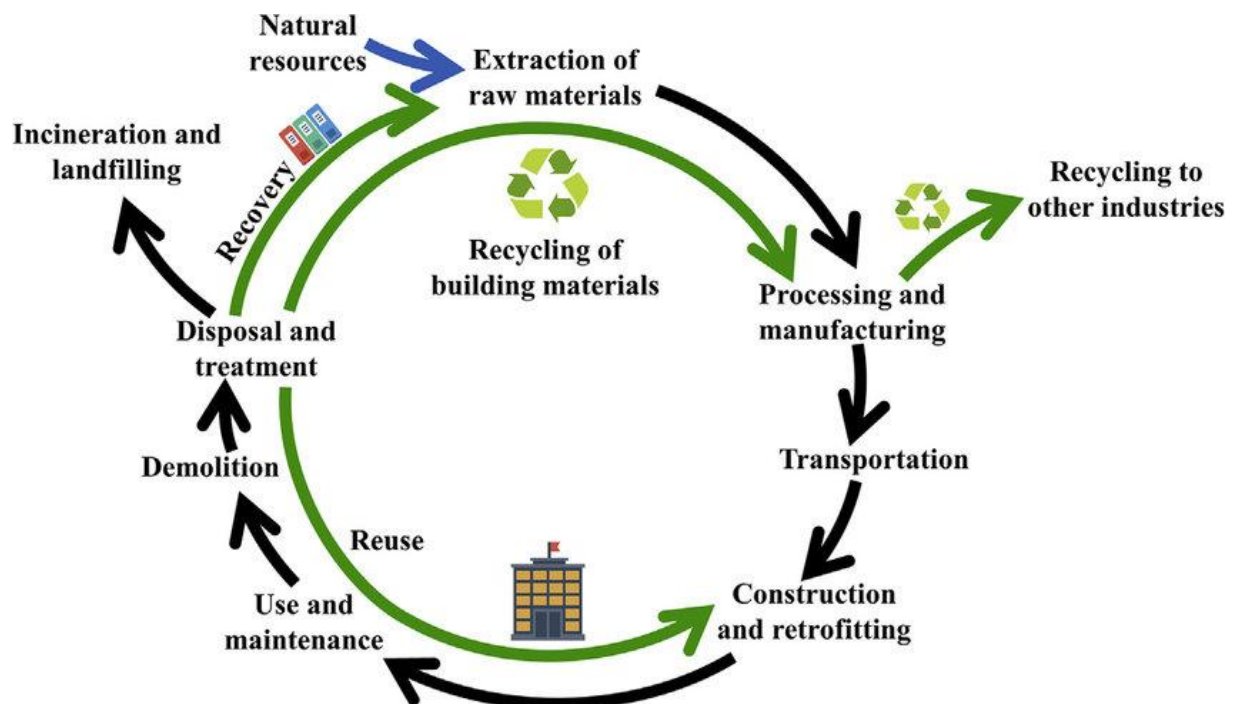 Natural
resources
Extraction of
raw materials
Incineration and
landfilling
Recovery
Recycling to
other industries
Recycling of
building materials
Processing and
manufacturing
Disposal and
treatment
Demolition
Transportation
Reuse
Use and
maintenance
Construction
and retrofitting